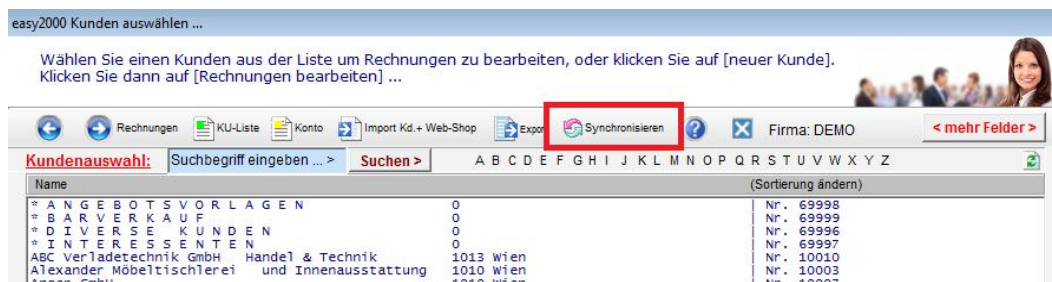 easy2000 Kunden auswählen ...
Wählen Sie einen Kunden aus der Liste um Rechnungen zu bearbeiten, oder klicken Sie auf [neuer Kunde].
Klicken Sie dann auf [Rechnungen bearbeiten] ...
Rechnungen KU-Liste Konto Import Kd.+ Web-Shop Export Synchronisieren ? X Firma: DEMO < mehr Felder >
Kundenauswahl: Suchbegriff eingeben ... > Suchen > A B C D E F G H I J K L M N O P Q R S T U V W X Y Z
Name (Sortierung ändern)
* A N G E B O T S V O R L A G E N 0 | Nr. 69998
* B A R V E R K A U F 0 | Nr. 69999
* D I V E R S E K U N D E N 0 | Nr. 69996
* I N T E R E S S E N T E N 0 | Nr. 69997
ABC Verladetechnik GmbH Handel & Technik 1013 Wien | Nr. 10010
Alexander Möbeltischlerei und Innenausstattung 1010 Wien | Nr. 10003